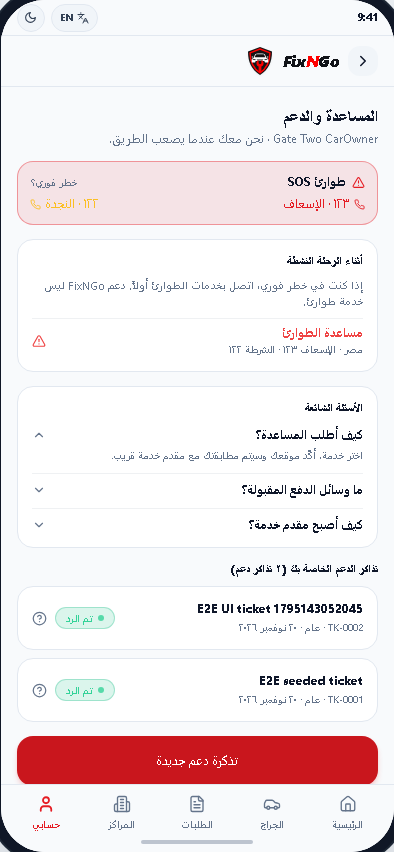 EN
9:41
FixNGo
المساعدة والدعم
Gate Two CarOwner · نحن معك عندما يصعب الطريق.
طوارئ SOS
خطر فوري؟
١٢٣ · الإسعاف
١٢٢ · النجدة
أثناء الرحلة النشطة
إذا كنت في خطر فوري، اتصل بخدمات الطوارئ أولاً. دعم FixNGo ليس
خدمة طوارئ.
مساعدة الطوارئ
مصر · الإسعاف ١٢٣ · الشرطة ١٢٢
الأسئلة الشائعة
كيف أطلب المساعدة؟
اختر خدمة، أكّد موقعك وسيتم مطابقتك مع مقدم خدمة قريب.
ما وسائل الدفع المقبولة؟
كيف أصبح مقدم خدمة؟
تذاكر الدعم الخاصة بك (٢ تذاكر دعم)
E2E UI ticket 1795143052045
تم الرد
TK-0002 · عام · ٢٠ نوفمبر ٢٠٢٦
E2E seeded ticket
تم الرد
TK-0001 · عام · ٢٠ نوفمبر ٢٠٢٦
تذكرة دعم جديدة
الرئيسية
الجراج
الطلبات
المراكز
حسابي